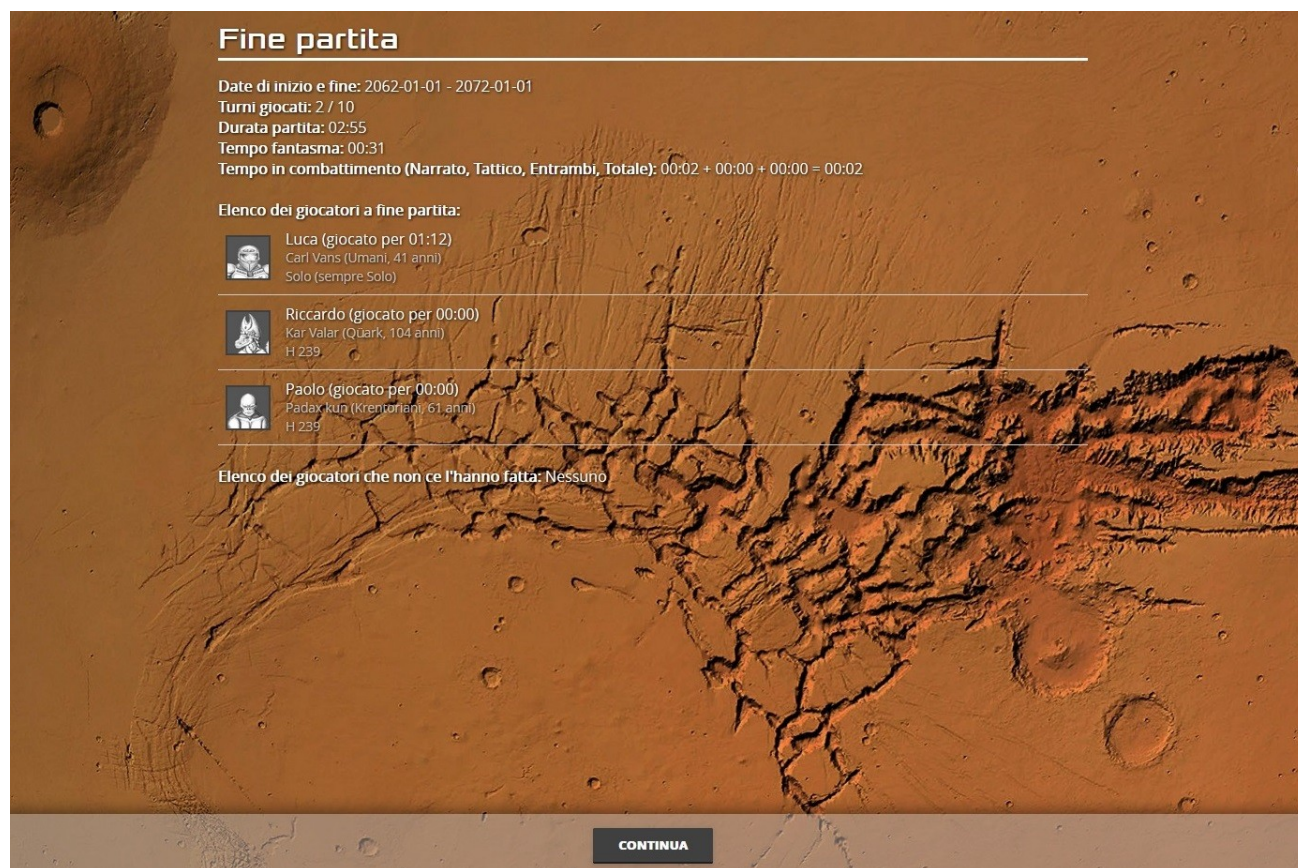 Fine partita
Date di inizio e fine: 2062-01-01 - 2072-01-01
Turni giocati: 2 / 10
Durata partita: 02:55
Tempo fantasma: 00:31
Tempo in combattimento (Narrato, Tattico, Entrambi, Totale): 00:02 + 00:00 + 00:00 = 00:02
Elenco dei giocatori a fine partita:
Luca (giocato per 01:12)
Carl Vans (Umani, 41 anni)
Solo (sempre Solo)
Riccardo (giocato per 00:00)
Kar Valar (Qüark, 104 anni)
H 239
Paolo (giocato per 00:00)
Padax kun (Krentoriani, 61 anni)
H 239
Elenco dei giocatori che non ce l'hanno fatta: Nessuno
CONTINUA